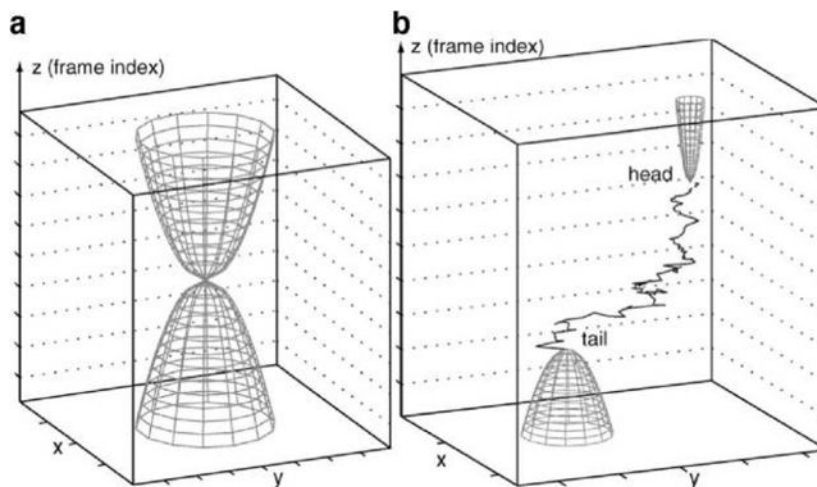 a
z (frame index)
x
y
b
z (frame index)
head
tail
x
y